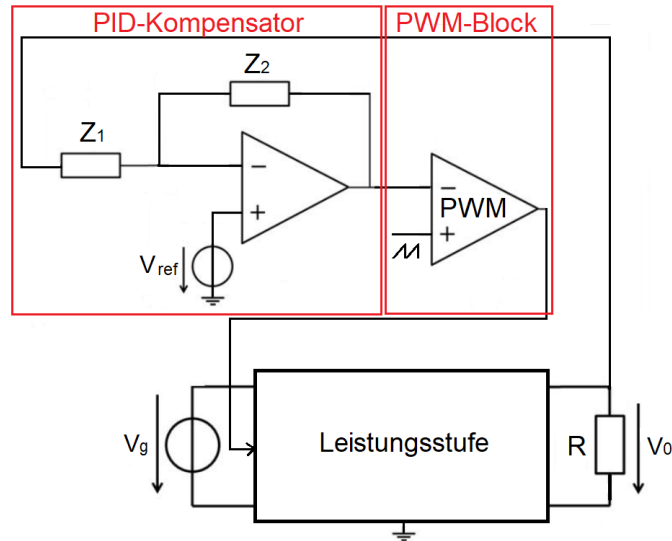 PID-Kompensator
PWM-Block
Z2
Z1
−
+
Vref
−
PWM
+
Vg
Leistungsstufe
R
V0